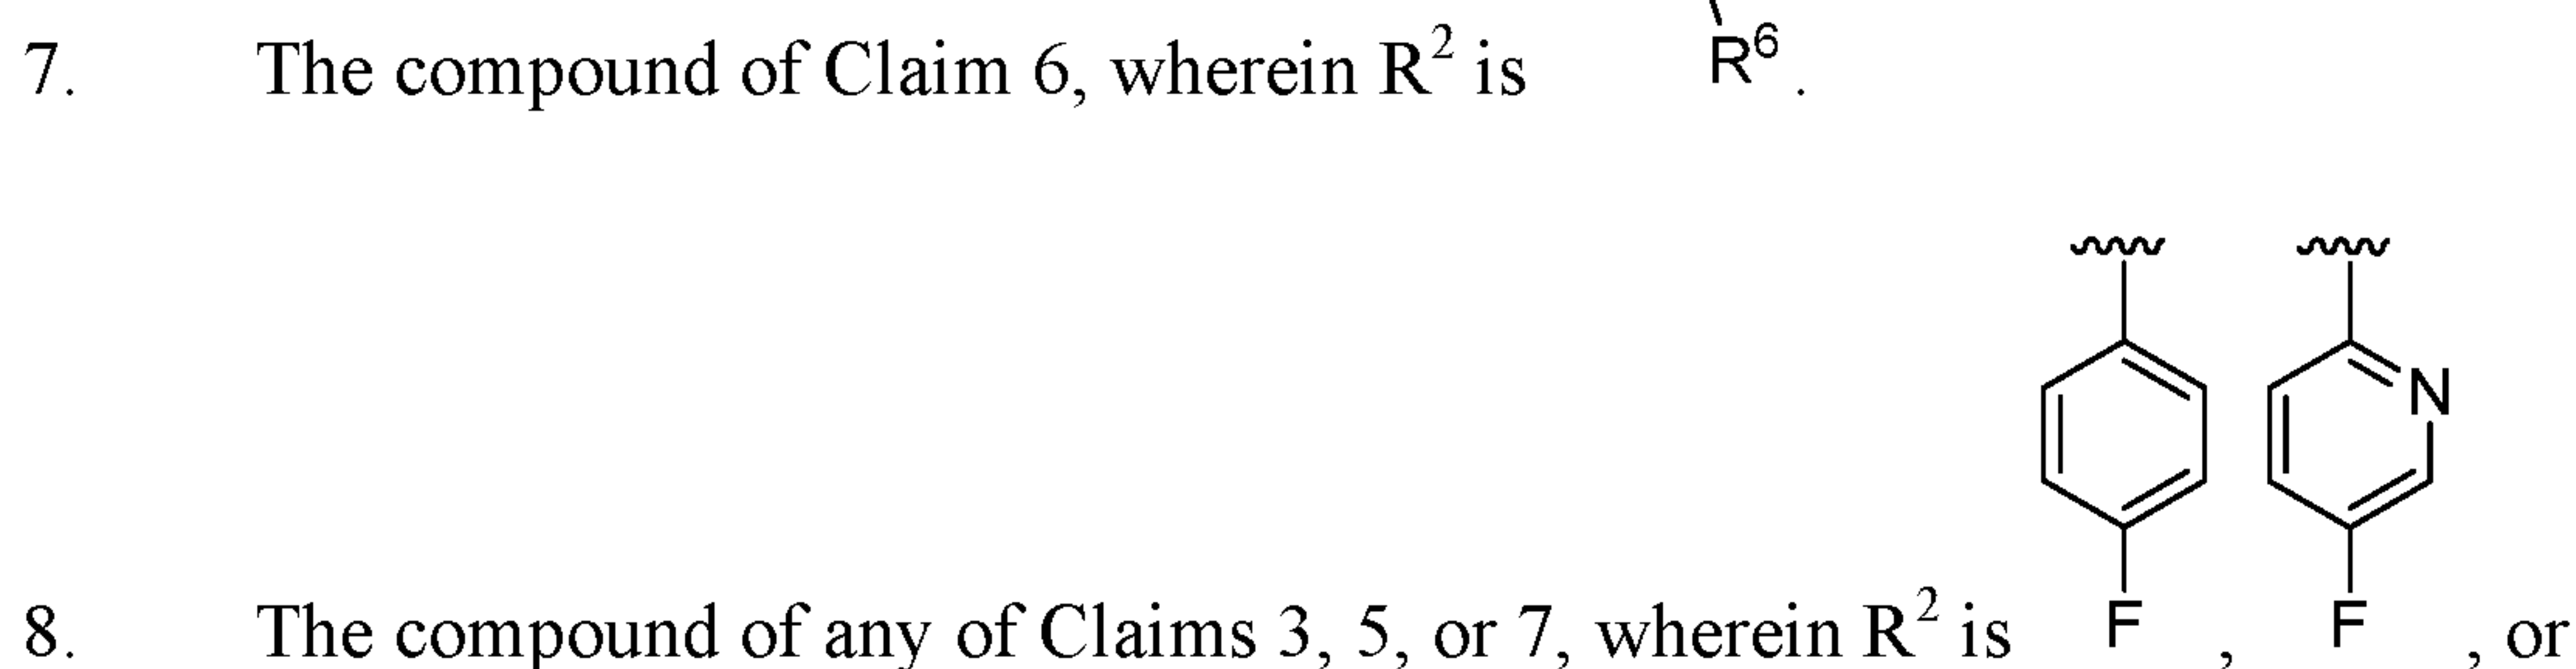 7. The compound of Claim 6, wherein R² is R⁶ .
N
8. The compound of any of Claims 3, 5, or 7, wherein R² is F , F , or